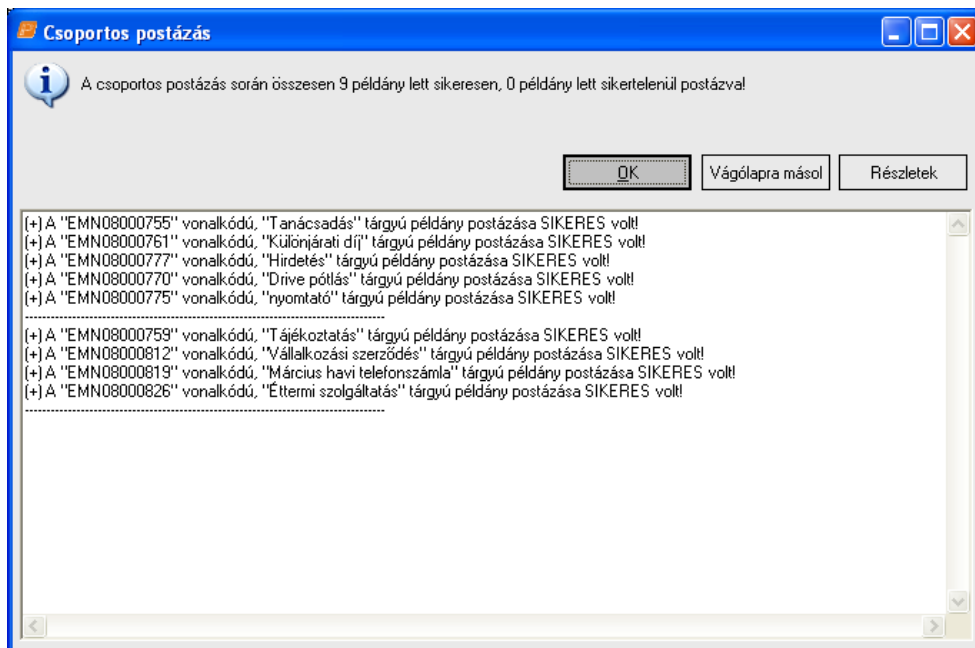 Csoportos postázás
A csoportos postázás során összesen 9 példány lett sikeresen, 0 példány lett sikertelenül postázva!
OK Vágólapra másol Részletek
(+) A "EMN08000755" vonalkódú, "Tanácsadás" tárgyú példány postázása SIKERES volt!
(+) A "EMN08000761" vonalkódú, "Különjárati díj" tárgyú példány postázása SIKERES volt!
(+) A "EMN08000777" vonalkódú, "Hirdetés" tárgyú példány postázása SIKERES volt!
(+) A "EMN08000770" vonalkódú, "Drive pótlás" tárgyú példány postázása SIKERES volt!
(+) A "EMN08000775" vonalkódú, "nyomtató" tárgyú példány postázása SIKERES volt!
------------------------------------------------------------------------------------
(+) A "EMN08000759" vonalkódú, "Tájékoztatás" tárgyú példány postázása SIKERES volt!
(+) A "EMN08000812" vonalkódú, "Vállalkozási szerződés" tárgyú példány postázása SIKERES volt!
(+) A "EMN08000819" vonalkódú, "Március havi telefonszámla" tárgyú példány postázása SIKERES volt!
(+) A "EMN08000826" vonalkódú, "Éttermi szolgáltatás" tárgyú példány postázása SIKERES volt!
------------------------------------------------------------------------------------